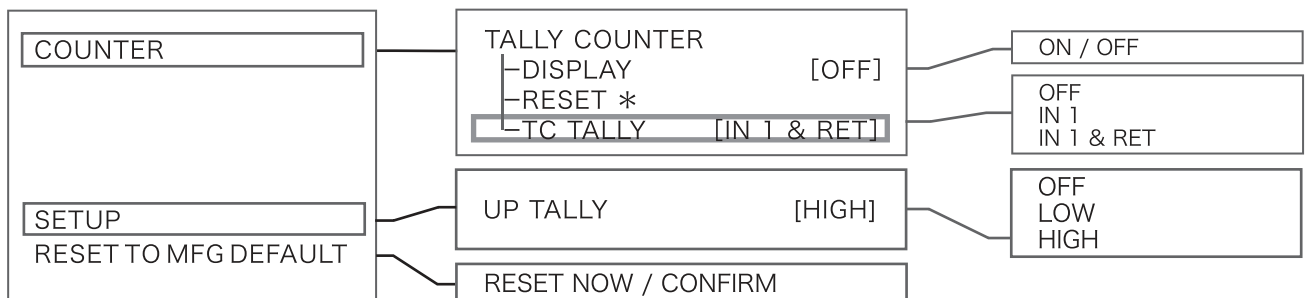 COUNTER
TALLY COUNTER
DISPLAY [OFF]
RESET *
TC TALLY [IN 1 & RET]
ON / OFF
OFF
IN 1
IN 1 & RET
SETUP
UP TALLY [HIGH]
OFF
LOW
HIGH
RESET TO MFG DEFAULT
RESET NOW / CONFIRM